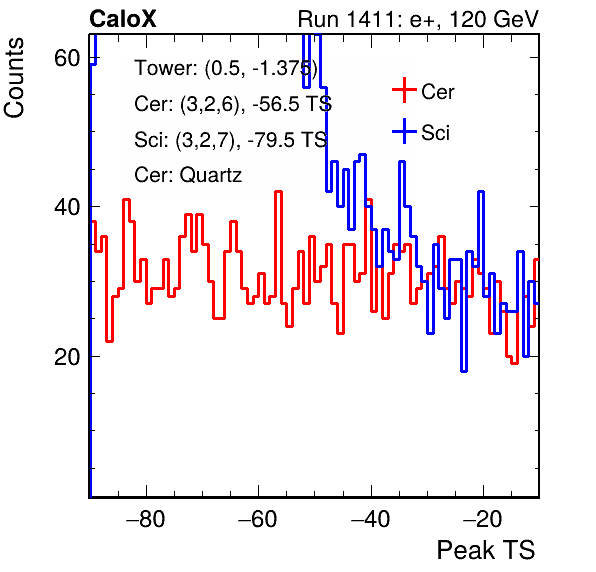 CaloX Run 1411: e+, 120 GeV
Counts
60
40
20
Tower: (0.5, -1.375)
Cer: (3,2,6), -56.5 TS
Sci: (3,2,7), -79.5 TS
Cer: Quartz
Cer
Sci
−80 −60 −40 −20
Peak TS